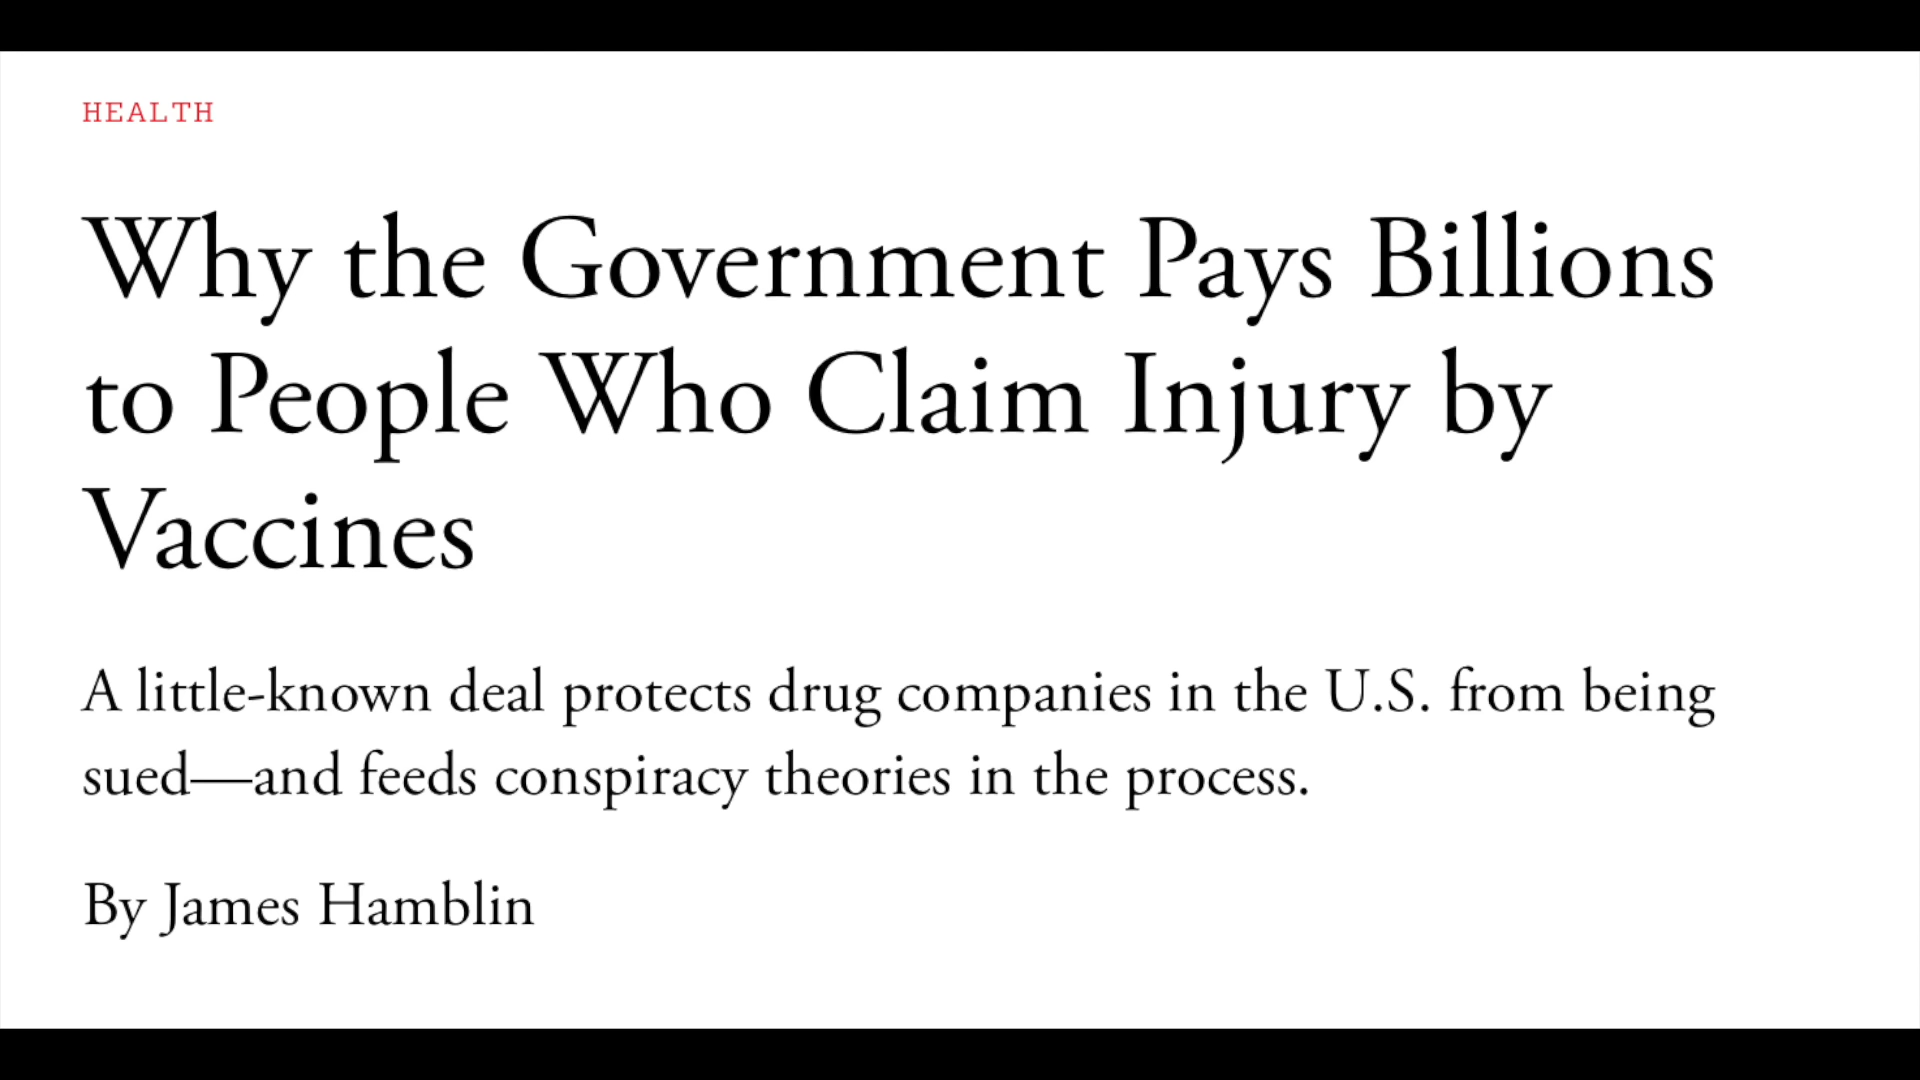 HEALTH
Why the Government Pays Billions
to People Who Claim Injury by
Vaccines
A little-known deal protects drug companies in the U.S. from being
sued—and feeds conspiracy theories in the process.
By James Hamblin